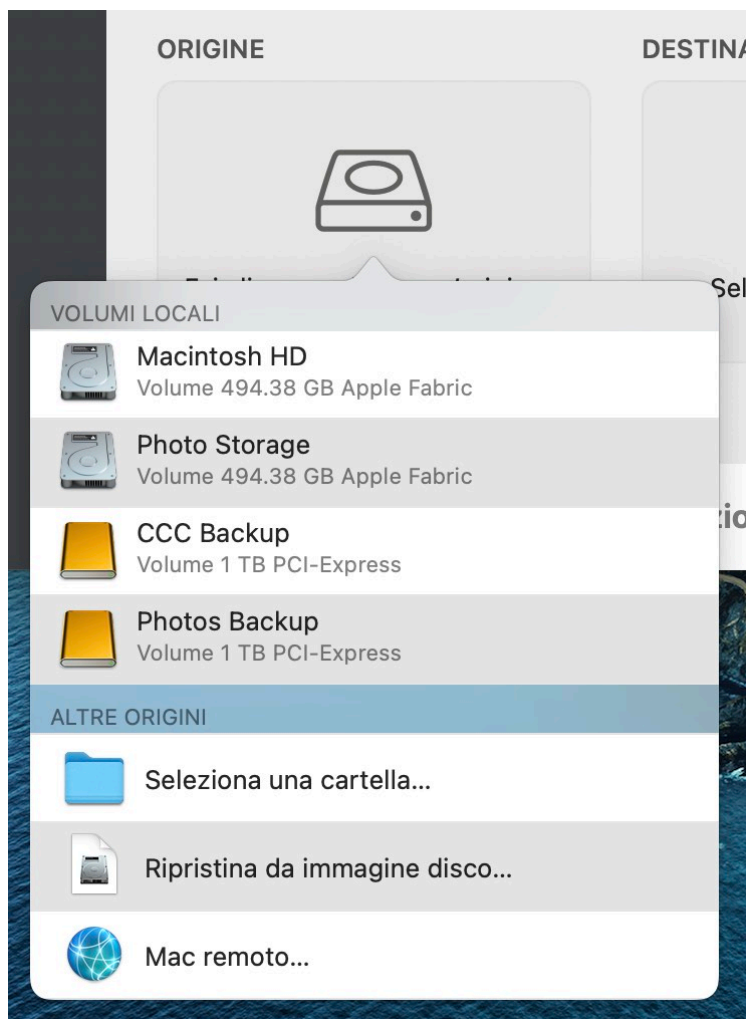 ORIGINE
DESTINA
Sel
VOLUMI LOCALI
Macintosh HD
Volume 494.38 GB Apple Fabric
Photo Storage
Volume 494.38 GB Apple Fabric
CCC Backup
Volume 1 TB PCI-Express
Photos Backup
Volume 1 TB PCI-Express
ALTRE ORIGINI
Seleziona una cartella...
Ripristina da immagine disco...
Mac remoto...